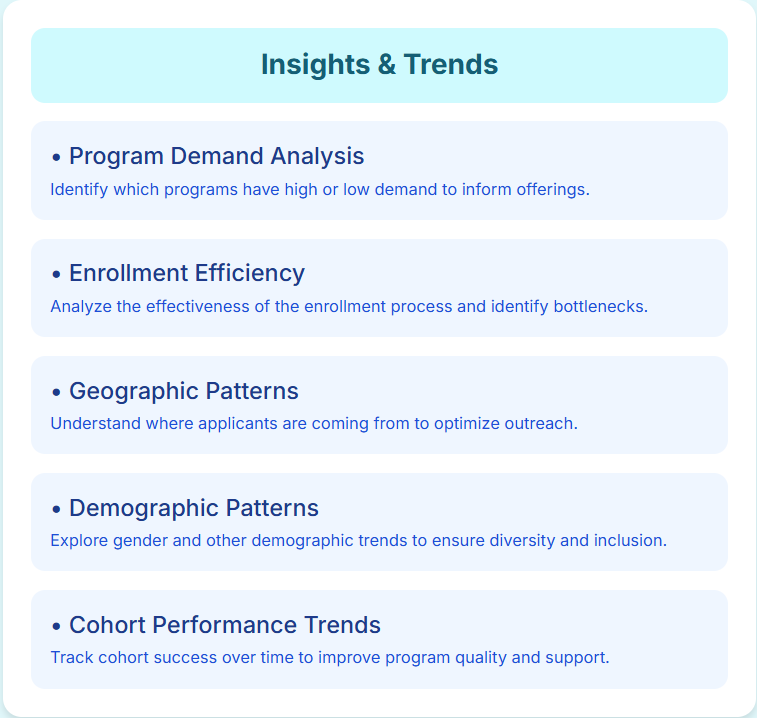 Insights & Trends
• Program Demand Analysis
Identify which programs have high or low demand to inform offerings.
• Enrollment Efficiency
Analyze the effectiveness of the enrollment process and identify bottlenecks.
• Geographic Patterns
Understand where applicants are coming from to optimize outreach.
• Demographic Patterns
Explore gender and other demographic trends to ensure diversity and inclusion.
• Cohort Performance Trends
Track cohort success over time to improve program quality and support.